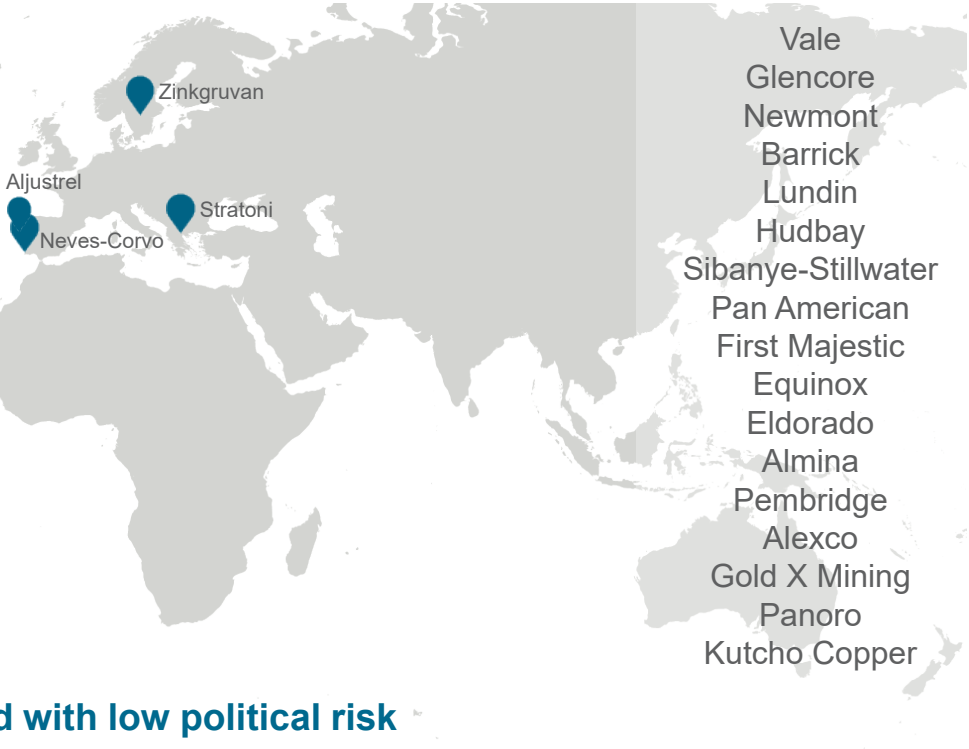 Vale
Glencore
Newmont
Barrick
Lundin
Hudbay
Sibanye-Stillwater
Pan American
First Majestic
Equinox
Eldorado
Almina
Pembridge
Alexco
Gold X Mining
Panoro
Kutcho Copper
Zinkgruvan
Aljustrel
Stratoni
Neves-Corvo
d with low political risk